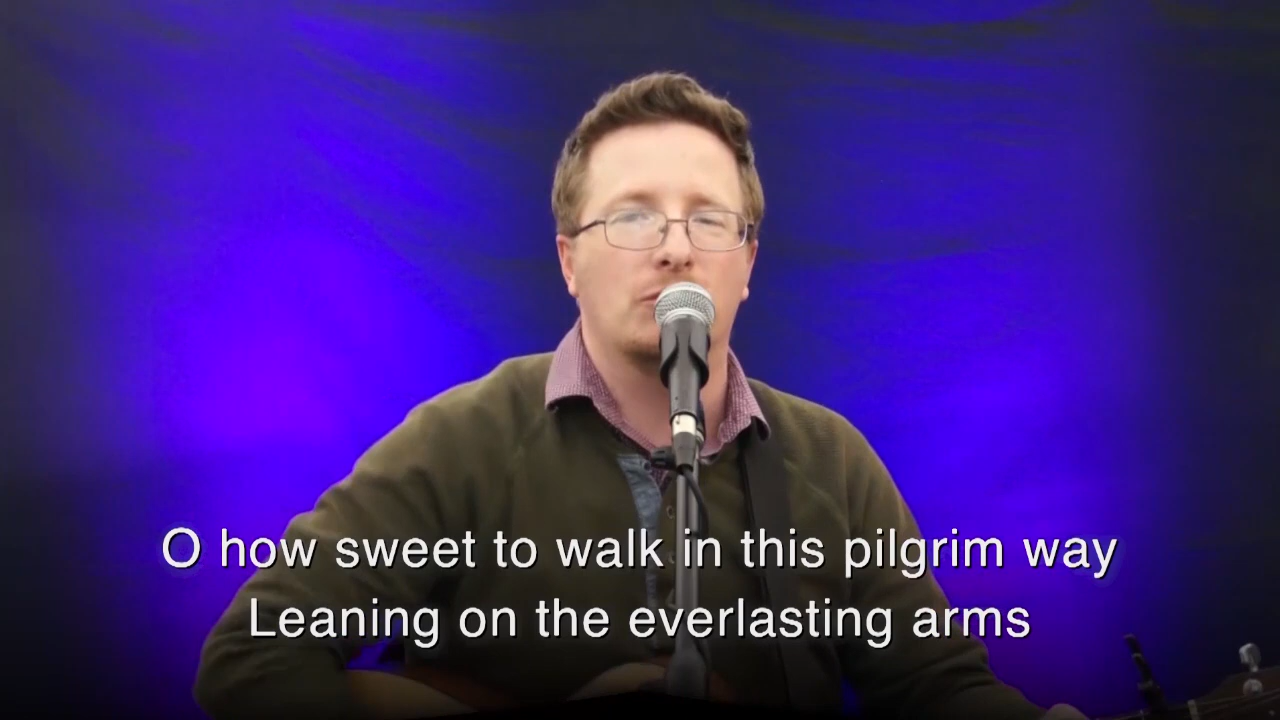 O how sweet to walk in this pilgrim way
Leaning on the everlasting arms